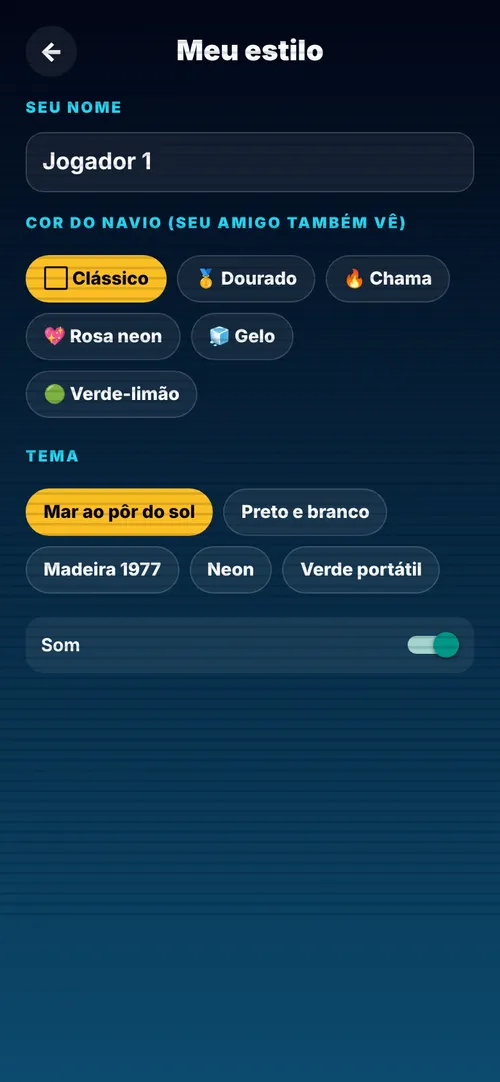 Meu estilo
SEU NOME
Jogador 1
COR DO NAVIO (SEU AMIGO TAMBÉM VÊ)
Clássico
Dourado
Chama
Rosa neon
Gelo
Verde-limão
TEMA
Mar ao pôr do sol
Preto e branco
Madeira 1977
Neon
Verde portátil
Som